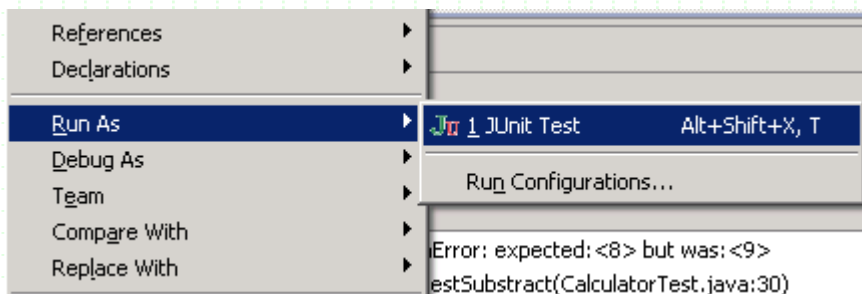 References
Declarations
Run As
1 JUnit Test Alt+Shift+X, T
Debug As
Run Configurations...
Team
Compare With
Replace With
Error: expected:<8> but was:<9>
estSubstract(CalculatorTest.java:30)